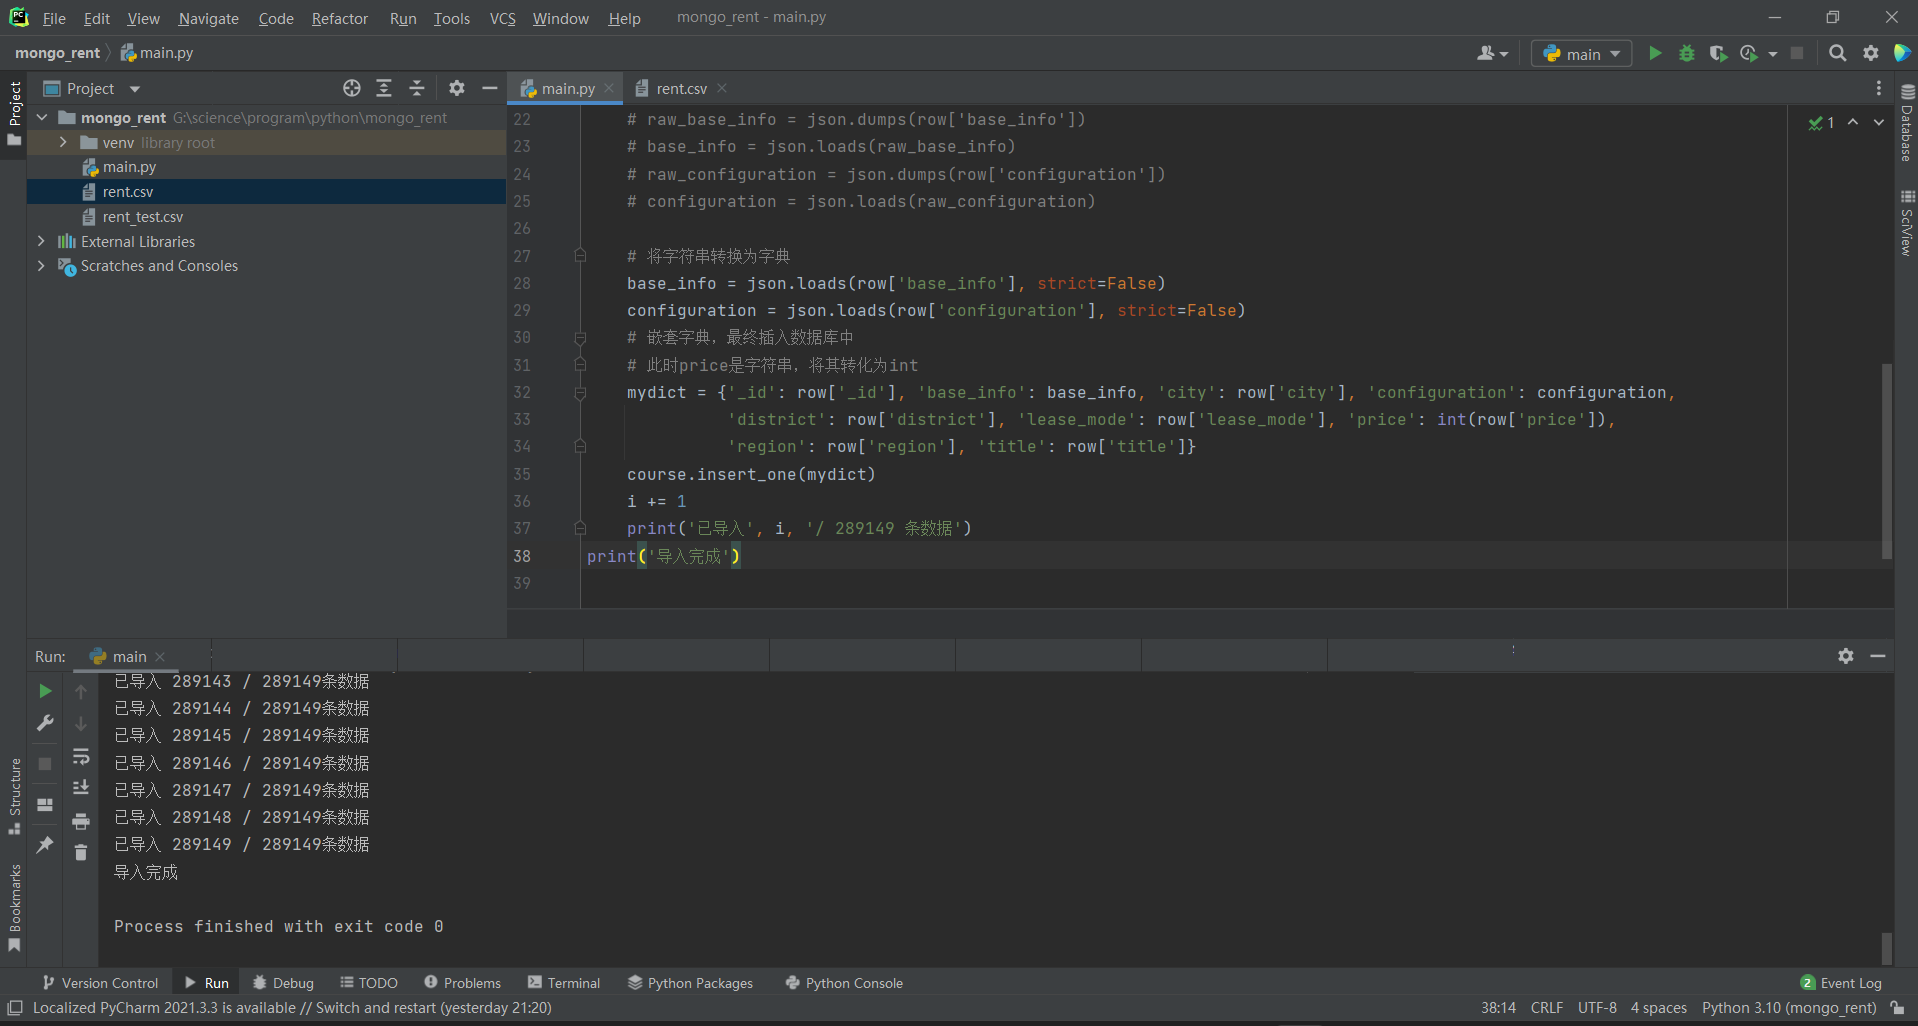 File Edit View Navigate Code Refactor Run Tools VCS Window Help mongo_rent - main.py
mongo_rent main.py main
Project
main.py
rent.csv
mongo_rent G:\science\program\python\mongo_rent
venv library root
main.py
rent.csv
rent_test.csv
External Libraries
Scratches and Consoles
Project
Structure
Bookmarks
1
22 # raw_base_info = json.dumps(row['base_info'])
23 # base_info = json.loads(raw_base_info)
24 # raw_configuration = json.dumps(row['configuration'])
25 # configuration = json.loads(raw_configuration)
26
27 # 将字符串转换为字典
28 base_info = json.loads(row['base_info'], strict=False)
29 configuration = json.loads(row['configuration'], strict=False)
30 # 嵌套字典，最终插入数据库中
31 # 此时price是字符串，将其转化为int
32 mydict = {'_id': row['_id'], 'base_info': base_info, 'city': row['city'], 'configuration': configuration,
33 'district': row['district'], 'lease_mode': row['lease_mode'], 'price': int(row['price']),
34 'region': row['region'], 'title': row['title']}
35 course.insert_one(mydict)
36 i += 1
37 print('已导入', i, '/ 289149 条数据')
38 print('导入完成')
39
Database
SciView
Run: main
已导入 289143 / 289149条数据
已导入 289144 / 289149条数据
已导入 289145 / 289149条数据
已导入 289146 / 289149条数据
已导入 289147 / 289149条数据
已导入 289148 / 289149条数据
已导入 289149 / 289149条数据
导入完成
Process finished with exit code 0
Version Control Run Debug TODO Problems Terminal Python Packages Python Console 2 Event Log
Localized PyCharm 2021.3.3 is available // Switch and restart (yesterday 21:20) 38:14 CRLF UTF-8 4 spaces Python 3.10 (mongo_rent)